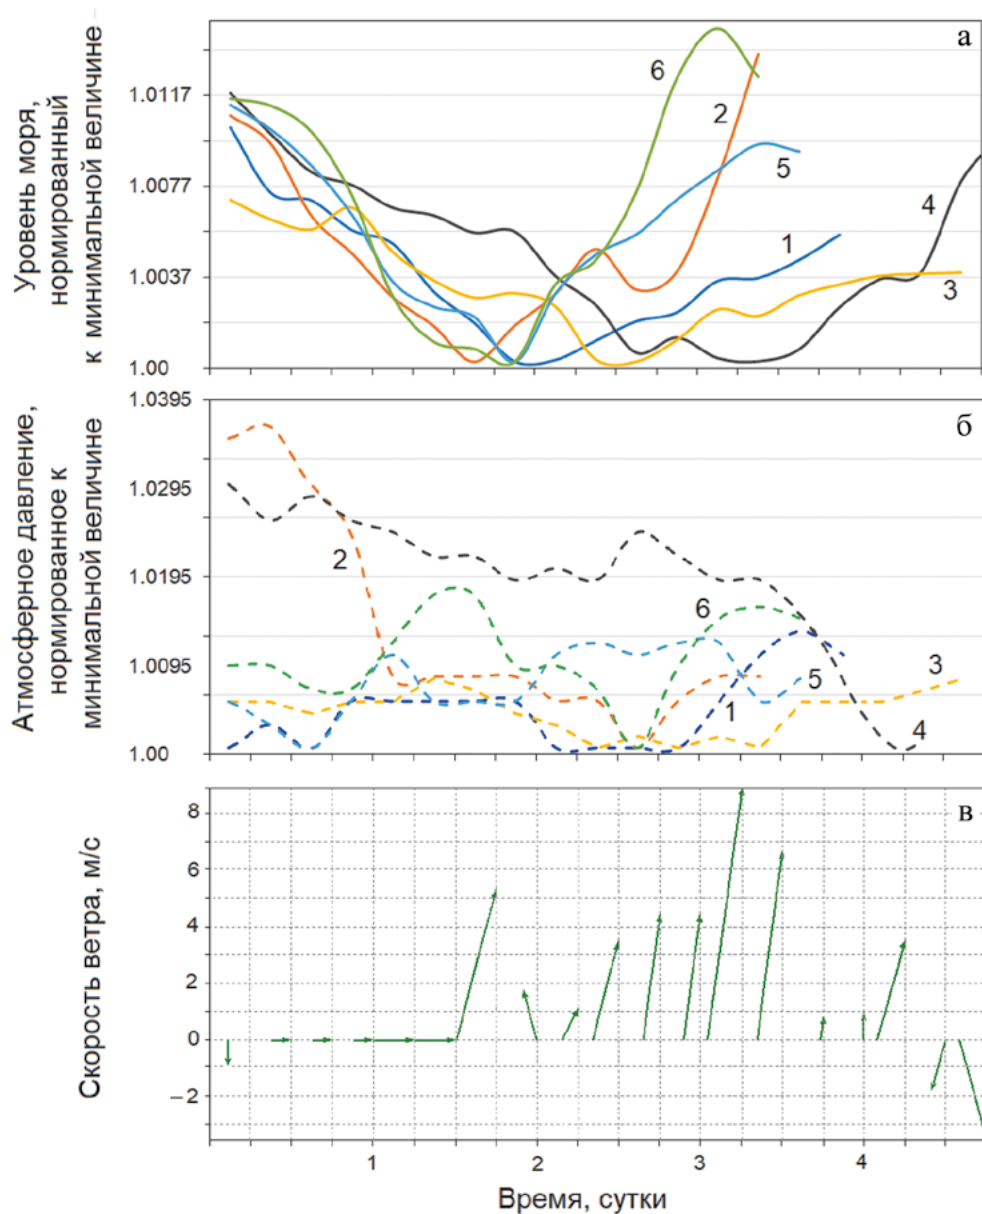 Уровень моря,
нормированный
к минимальной величине
1.0117
1.0077
1.0037
1.00
а
6
2
5
4
1
3
Атмосферное давление,
нормированное к
минимальной величине
1.0395
1.0295
1.0195
1.0095
1.00
б
2
6
3
5
1
4
Скорость ветра, м/с
8
6
4
2
0
–2
в
1
2
3
4
Время, сутки